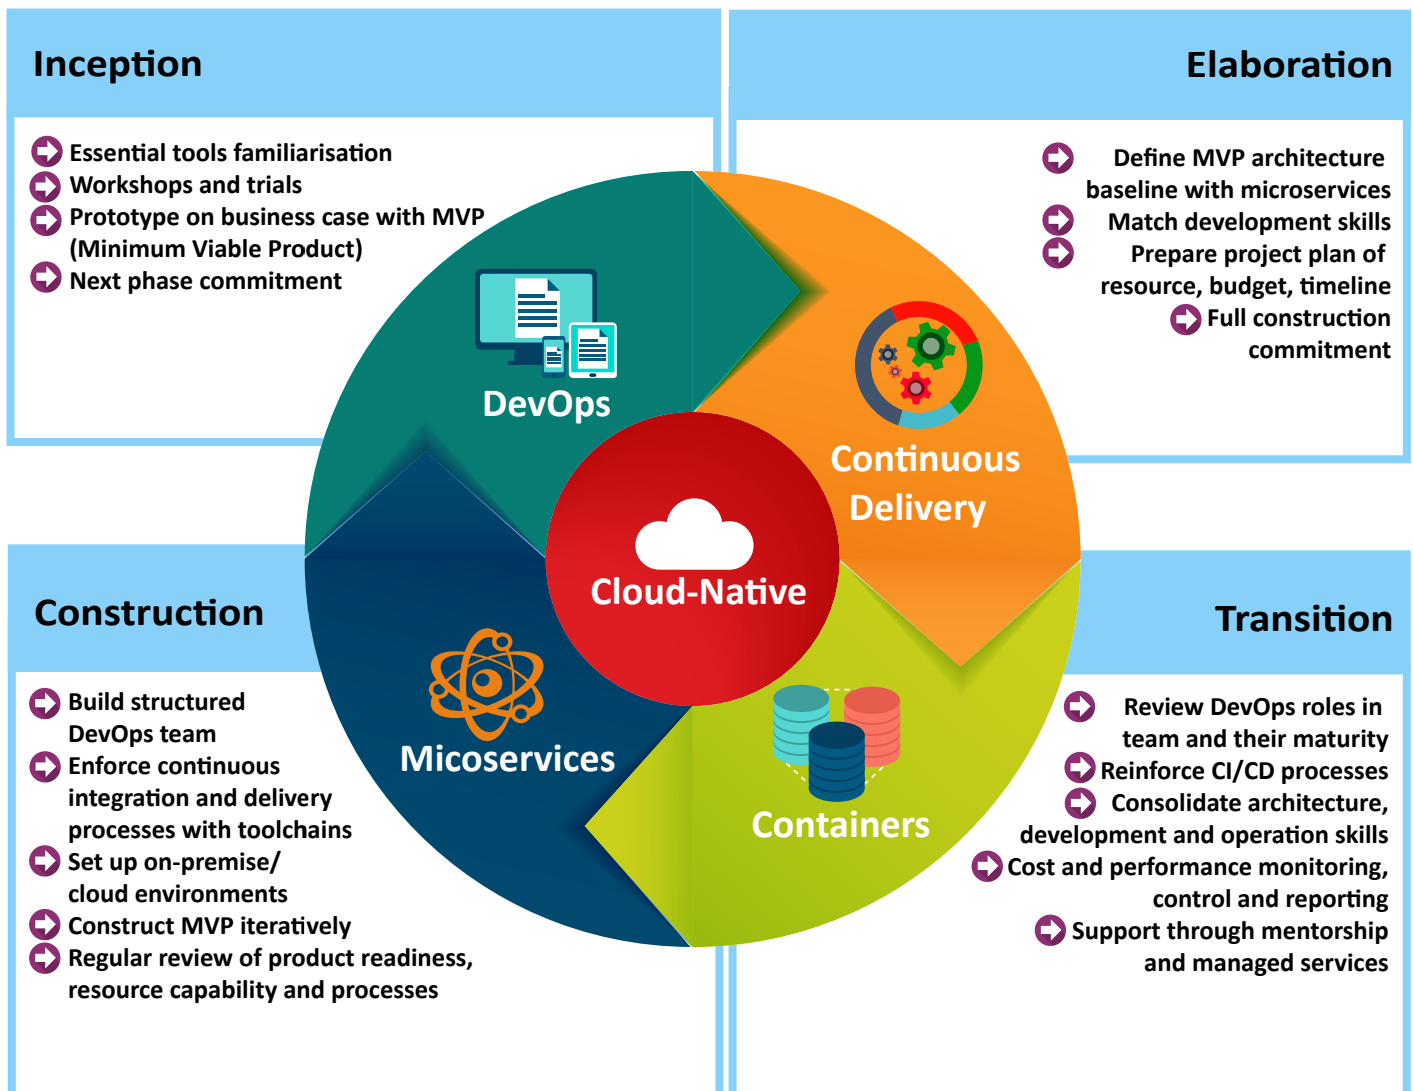 Inception
Essential tools familiarisation
Workshops and trials
Prototype on business case with MVP
(Minimum Viable Product)
Next phase commitment
Elaboration
Define MVP architecture
baseline with microservices
Match development skills
Prepare project plan of
resource, budget, timeline
Full construction
commitment
DevOps
Continuous
Delivery
Cloud-Native
Micoservices
Containers
Construction
Build structured
DevOps team
Enforce continuous
integration and delivery
processes with toolchains
Set up on-premise/
cloud environments
Construct MVP iteratively
Regular review of product readiness,
resource capability and processes
Transition
Review DevOps roles in
team and their maturity
Reinforce CI/CD processes
Consolidate architecture,
development and operation skills
Cost and performance monitoring,
control and reporting
Support through mentorship
and managed services